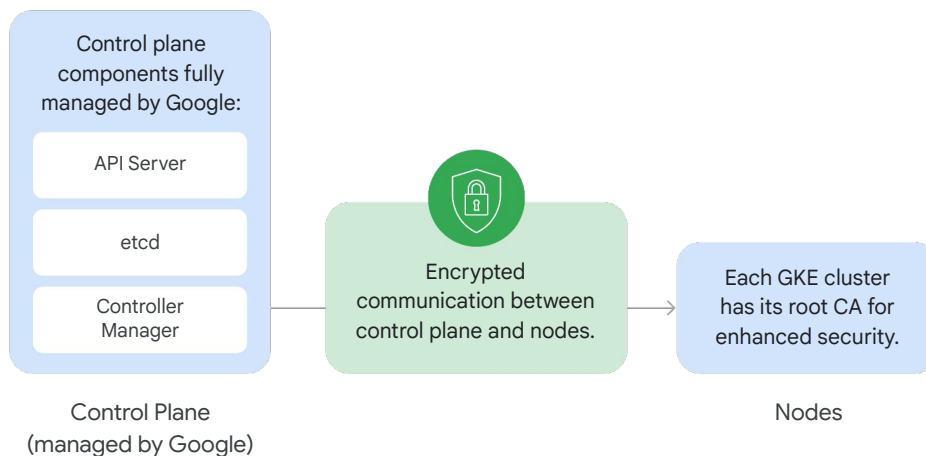 Control plane
components fully
managed by Google:
API Server
etcd
Controller
Manager
Encrypted
communication between
control plane and nodes.
Each GKE cluster
has its root CA for
enhanced security.
Control Plane
(managed by Google)
Nodes